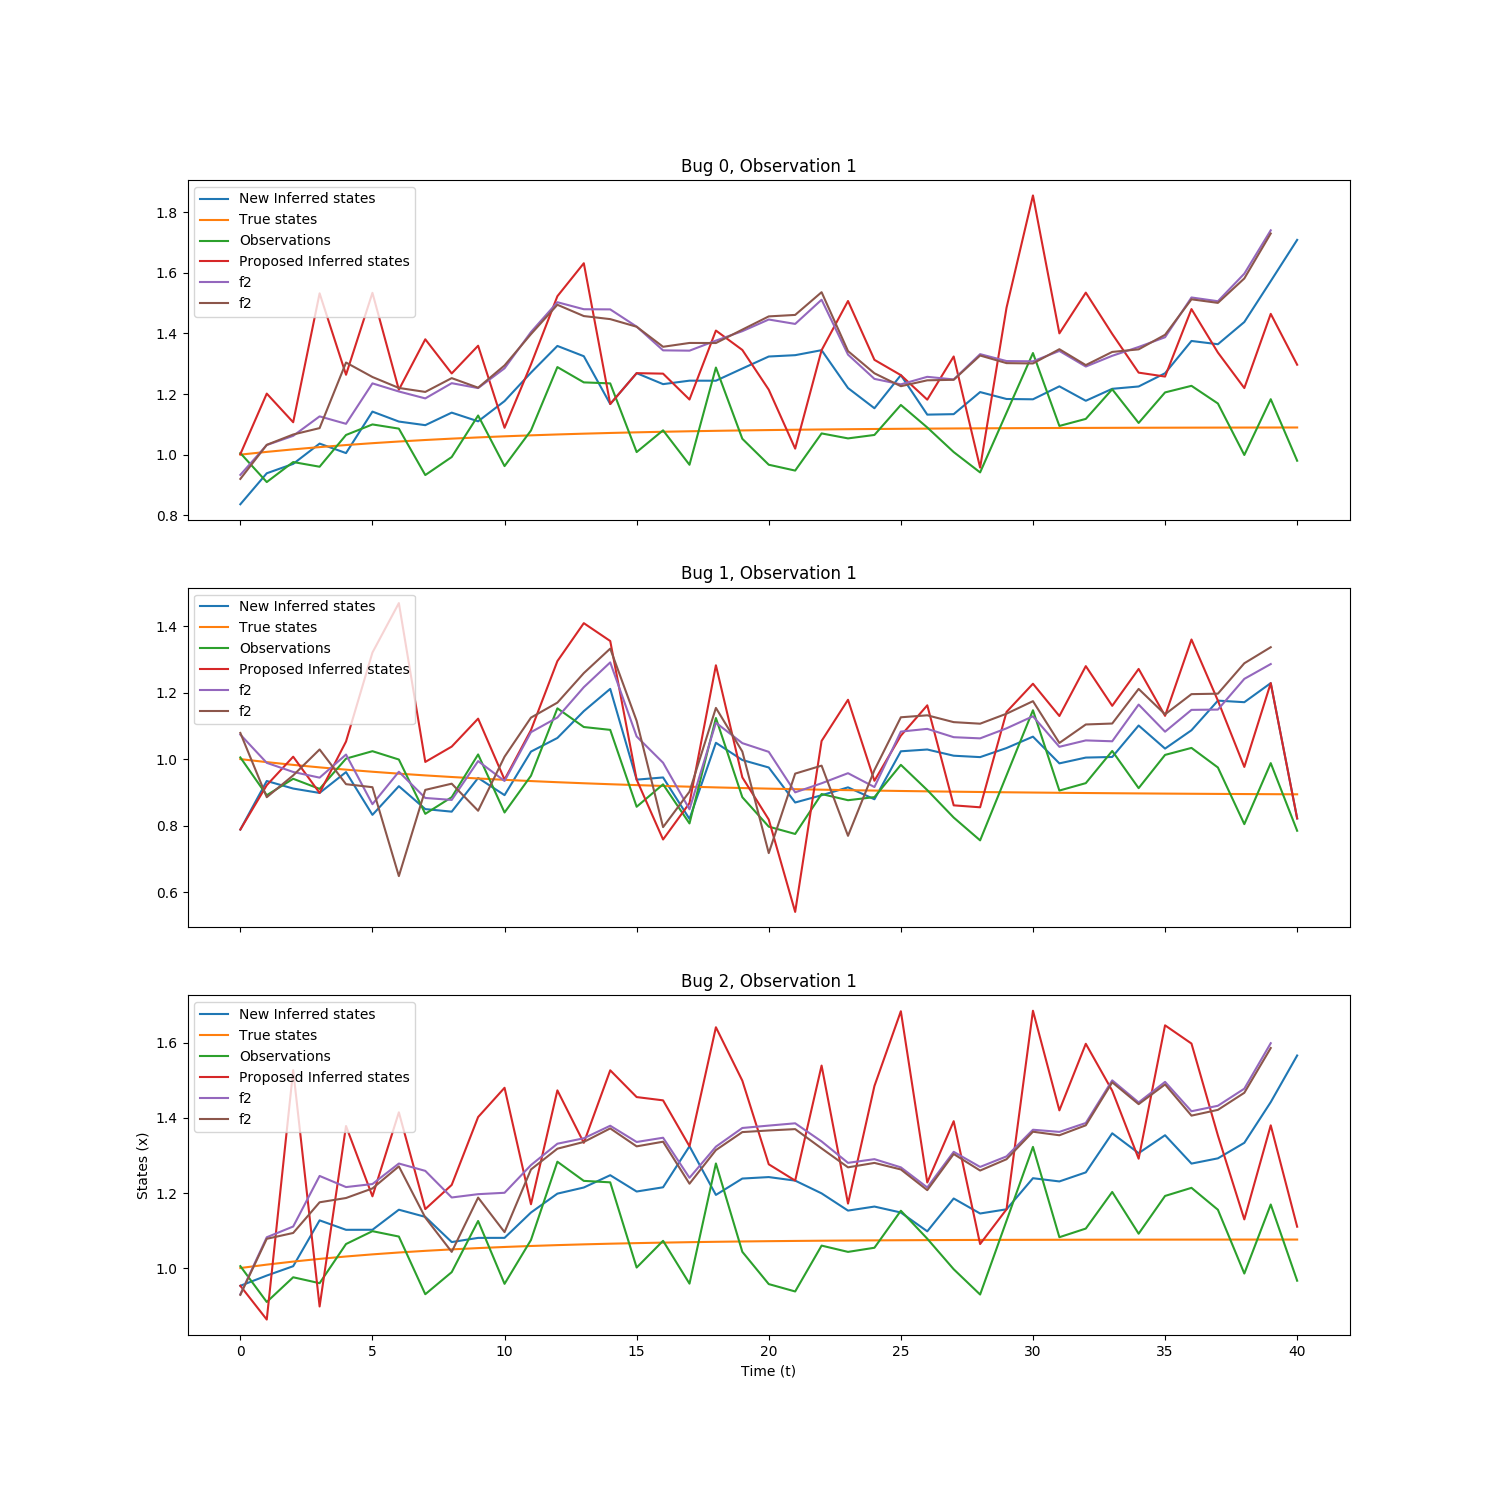 Bug 0, Observation 1
New Inferred states
True states
Observations
Proposed Inferred states
f2
f2
1.8
1.6
1.4
1.2
1.0
0.8
Bug 1, Observation 1
New Inferred states
True states
Observations
Proposed Inferred states
f2
f2
1.4
1.2
1.0
0.8
0.6
Bug 2, Observation 1
New Inferred states
True states
Observations
Proposed Inferred states
f2
f2
1.6
1.4
1.2
1.0
States (x)
0 5 10 15 20 25 30 35 40
Time (t)